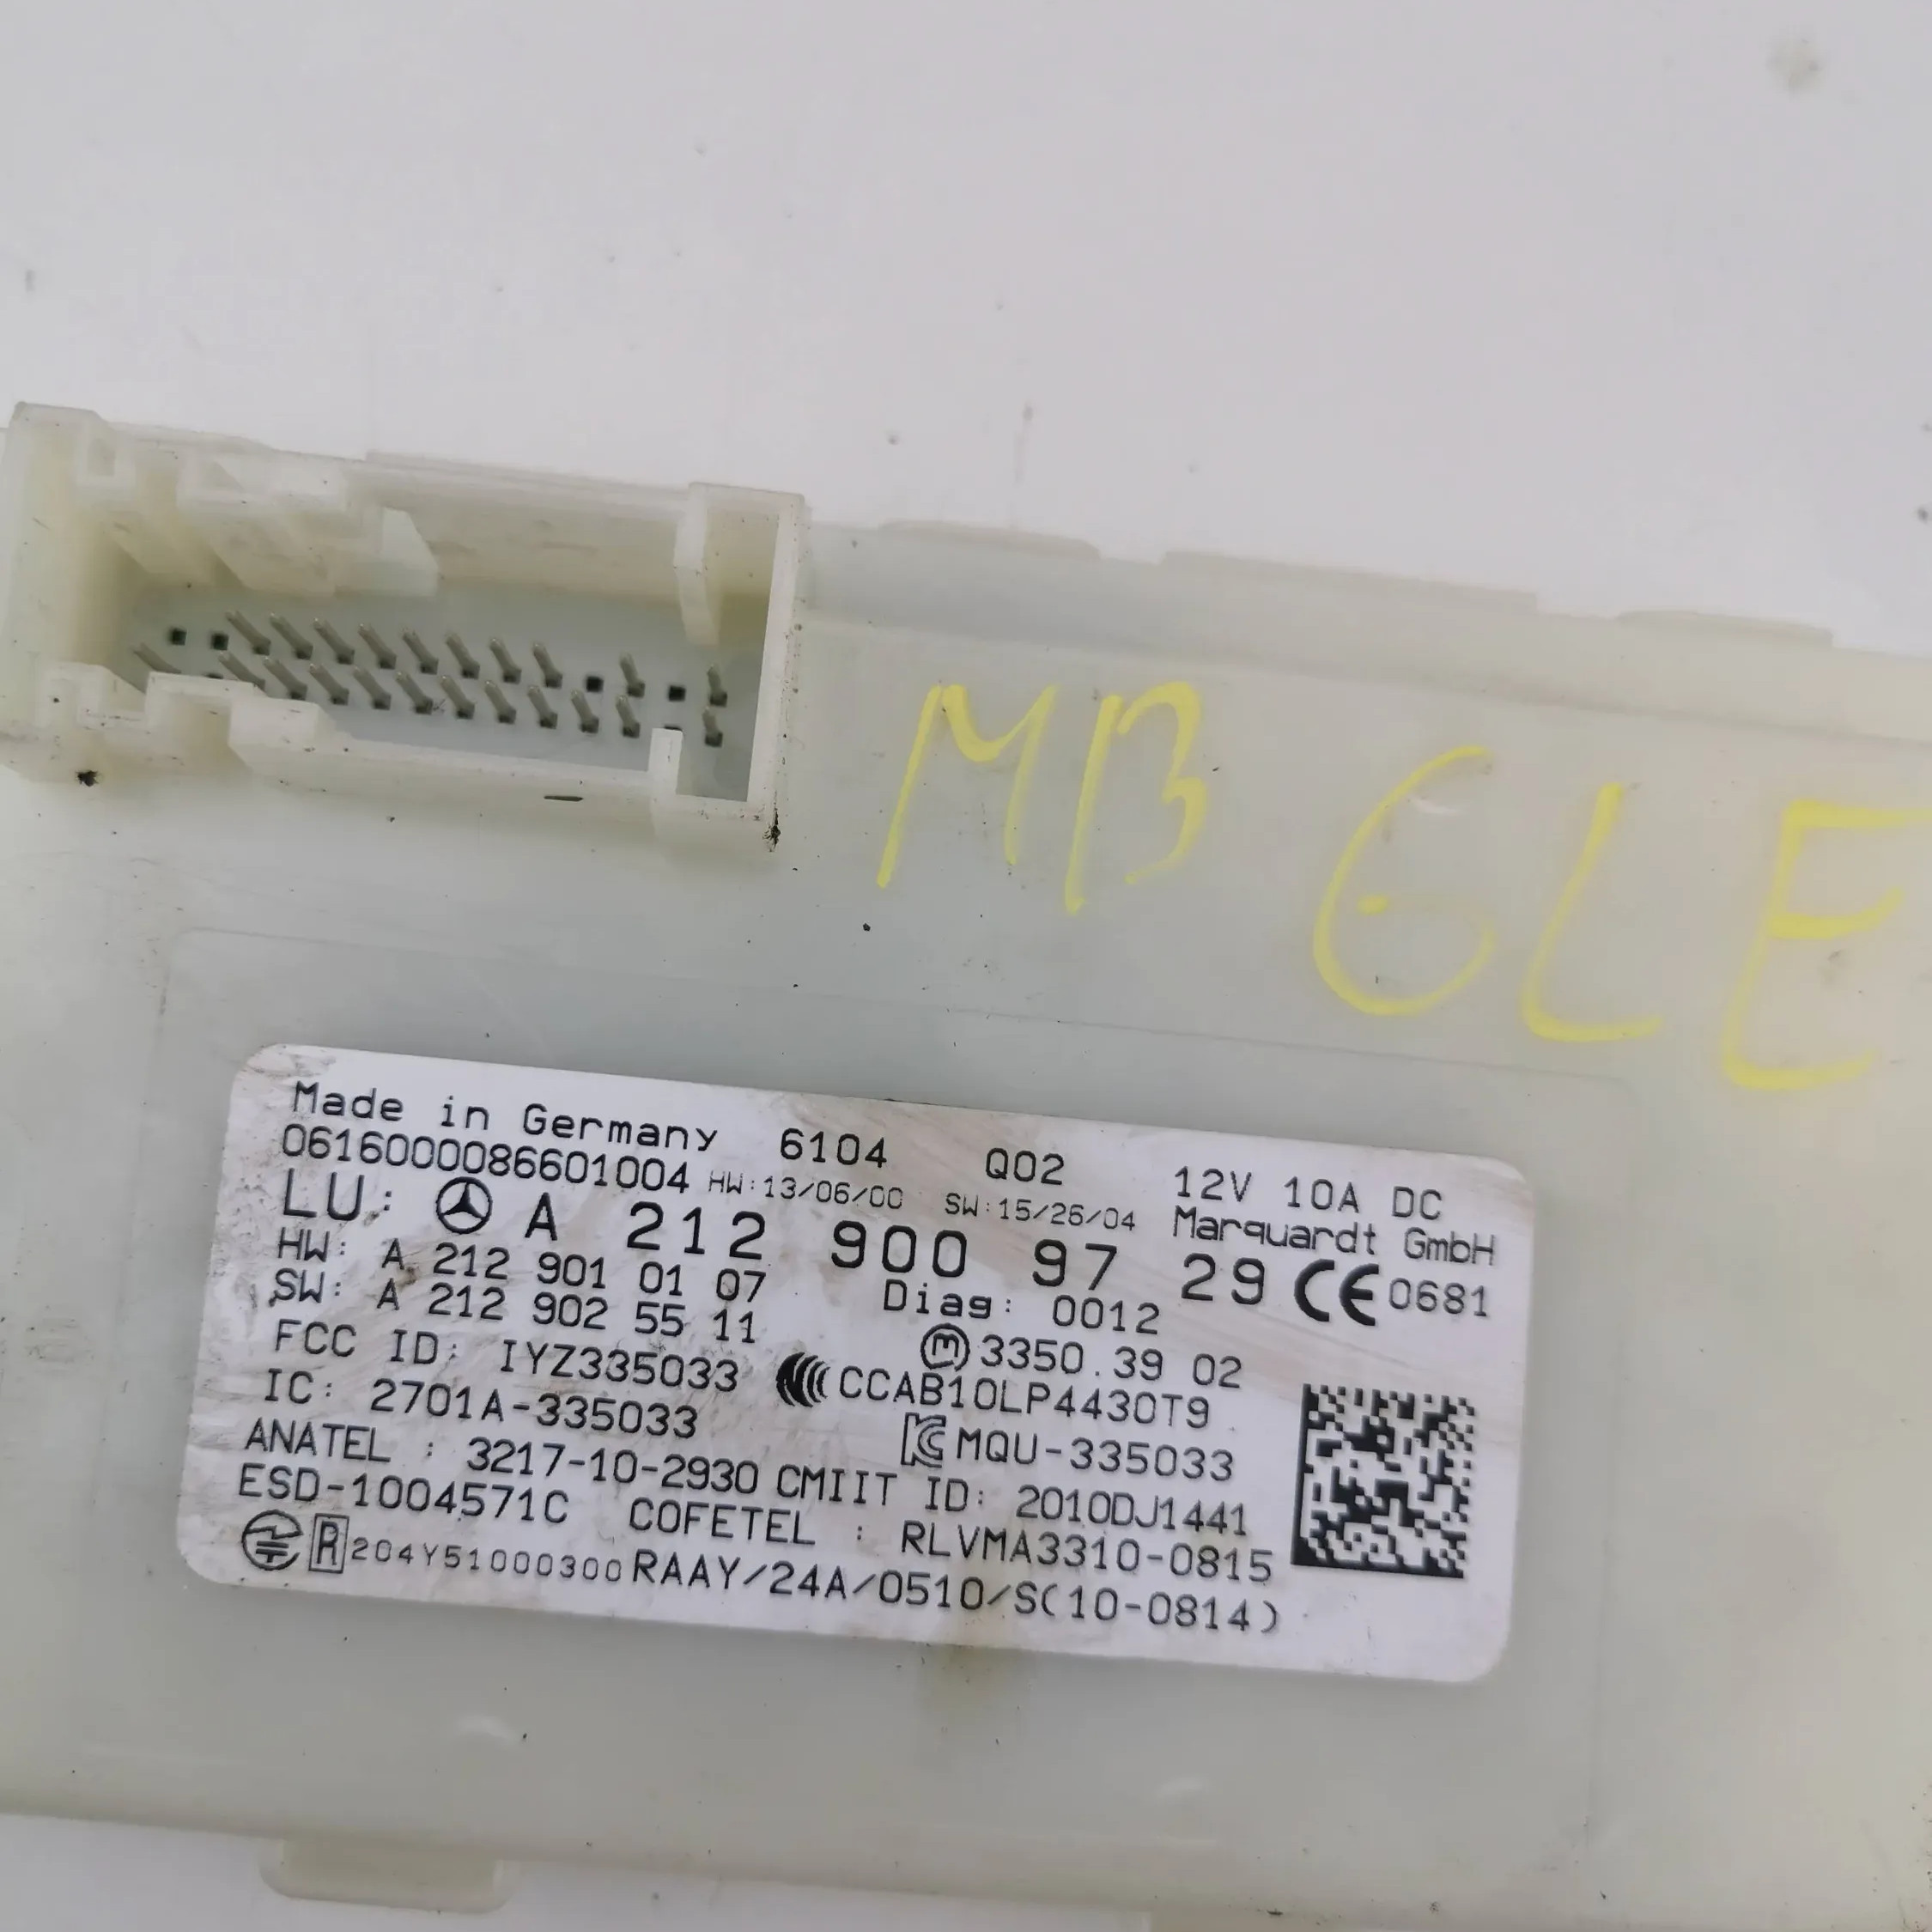 MB GLE
Made in Germany 6104 Q02 12V 10A DC
0616000086601004 HW:13/06/00 SW:15/26/04 Marquardt GmbH
LU: A 212 900 97 29 CE 0681
HW: A 212 901 01 07 Diag: 0012
SW: A 212 902 55 11 m 3350.39 02
FCC ID: IYZ335033 CCAB10LP4430T9
IC: 2701A-335033 MQU-335033
ANATEL : 3217-10-2930 CMIIT ID: 2010DJ1441
ESD-1004571C COFETEL : RLVMA3310-0815
R 204Y51000300 RAAY/24A/0510/S(10-0814)